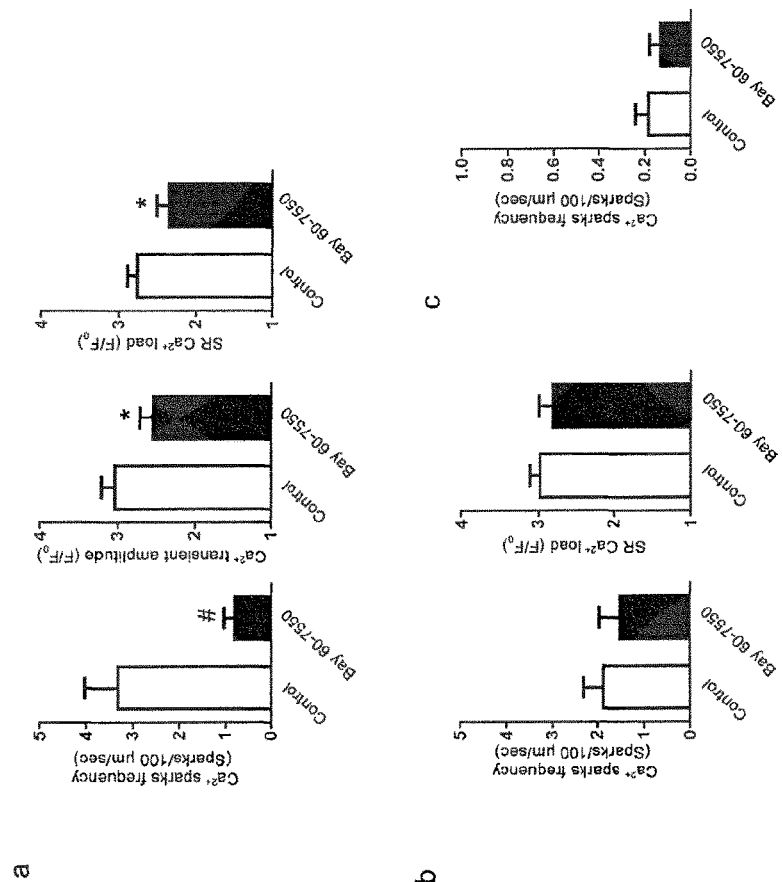 a
Ca²⁺ sparks frequency
(Sparks/100 µm/sec)
5
4
3
2
1
0
Control
Bay 60-7550
#
Ca²⁺ transient amplitude (F/F₀)
4
3
2
1
Control
Bay 60-7550
*
SR Ca²⁺ load (F/F₀)
4
3
2
1
Control
Bay 60-7550
*
b
Ca²⁺ sparks frequency
(Sparks/100 µm/sec)
5
4
3
2
1
0
Control
Bay 60-7550
SR Ca²⁺ load (F/F₀)
4
3
2
1
Control
Bay 60-7550
c
Ca²⁺ sparks frequency
(Sparks/100 µm/sec)
1.0
0.8
0.6
0.4
0.2
0.0
Control
Bay 60-7550